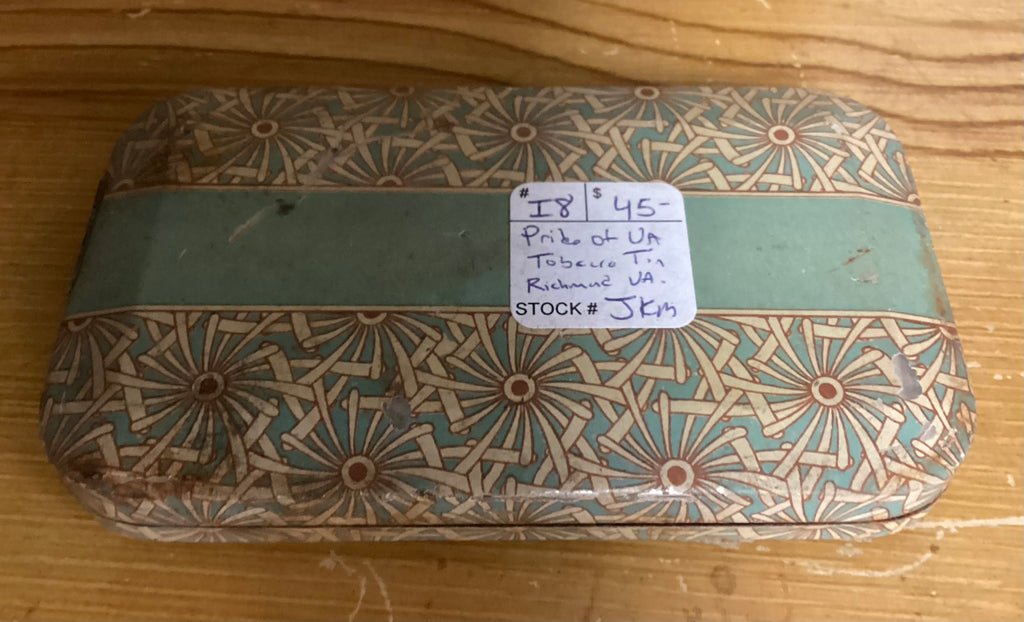 # I8 $ 45-
Pride of VA
Tobacco Tin
Richmond VA.
STOCK # JKM